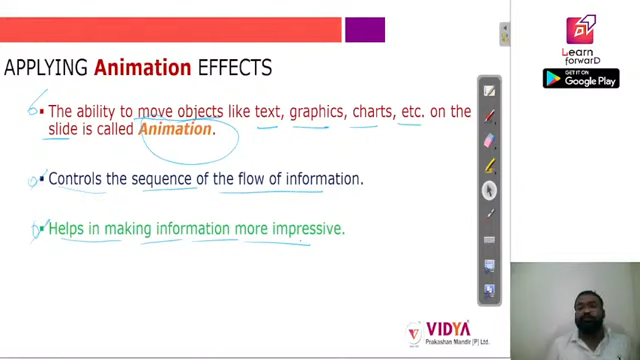 Learn
forwarD
GET IT ON
Google Play
APPLYING Animation EFFECTS
▪ The ability to move objects like text, graphics, charts, etc. on the
slide is called Animation.
▪ Controls the sequence of the flow of information.
▪ Helps in making information more impressive.
VIDYA
Prakashan Mandir (P) Ltd.